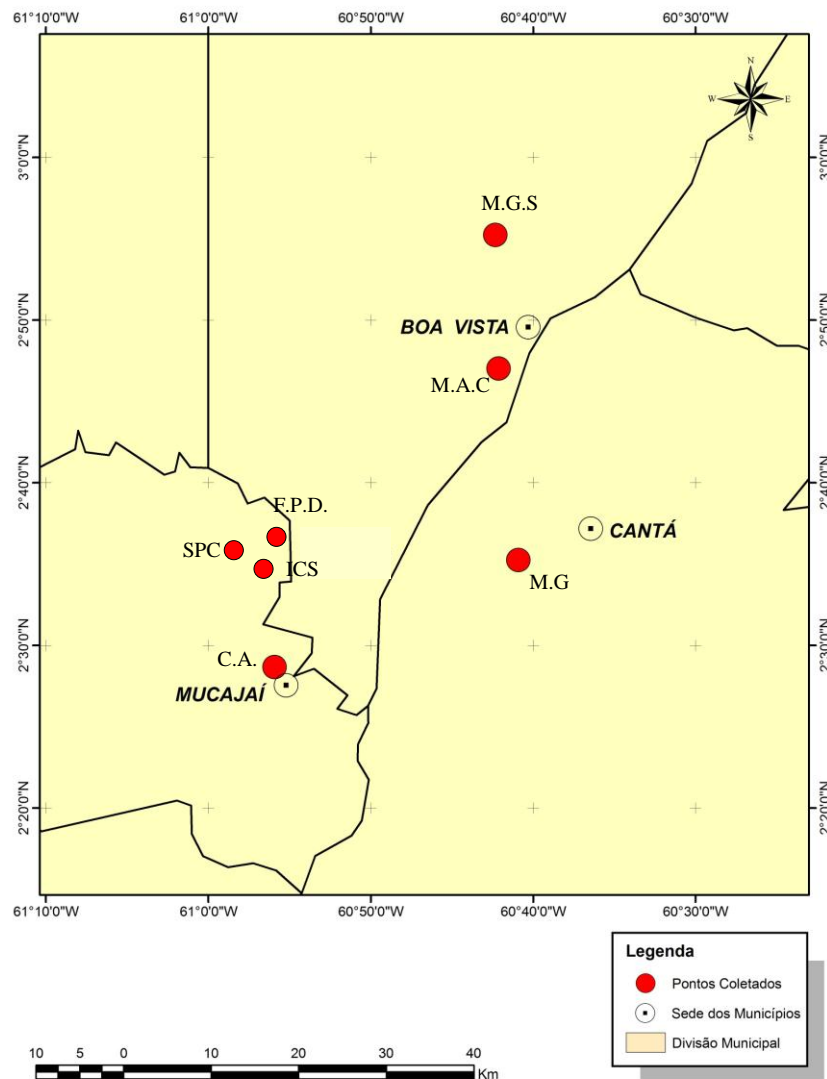 61°10'0"W 61°0'0"W 60°50'0"W 60°40'0"W 60°30'0"W
N
W E
S
3°0'0"N 3°0'0"N
M.G.S
2°50'0"N 2°50'0"N
BOA VISTA
M.A.C
2°40'0"N 2°40'0"N
F.P.D.
CANTÁ
SPC
ICS
M.G
2°30'0"N 2°30'0"N
C.A.
MUCAJAÍ
2°20'0"N 2°20'0"N
61°10'0"W 61°0'0"W 60°50'0"W 60°40'0"W 60°30'0"W
Legenda
Pontos Coletados
Sede dos Municípios
Divisão Municipal
10 5 0 10 20 30 40
Km